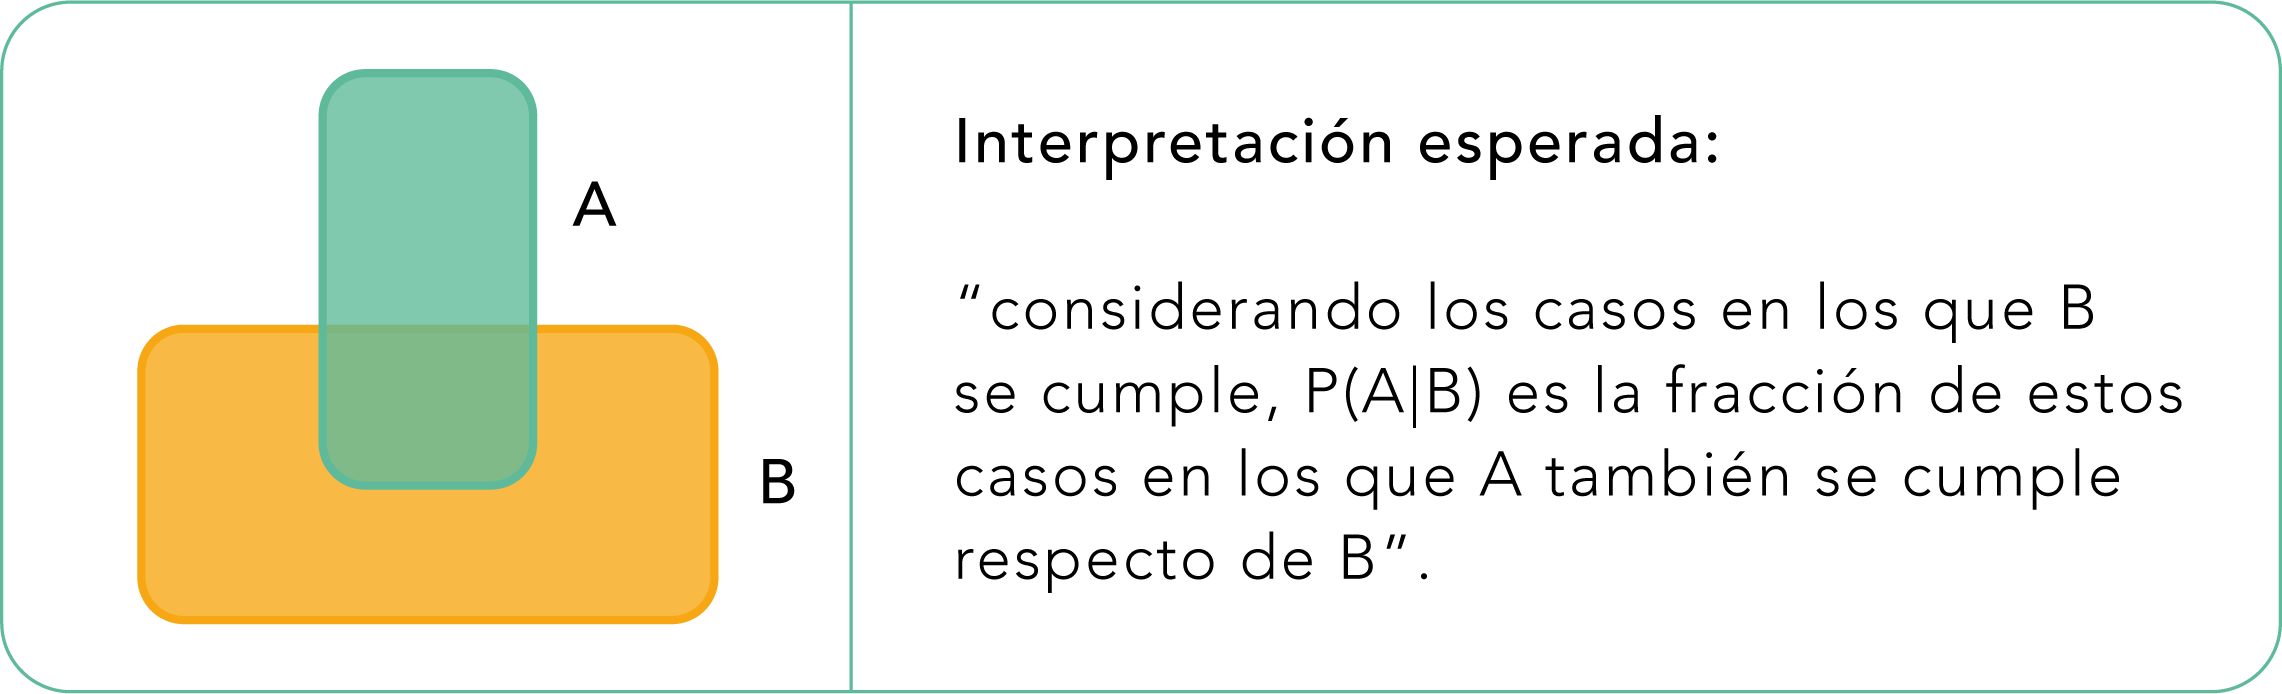 A
B
Interpretación esperada:
“considerando los casos en los que B
se cumple, P(A|B) es la fracción de estos
casos en los que A también se cumple
respecto de B”.